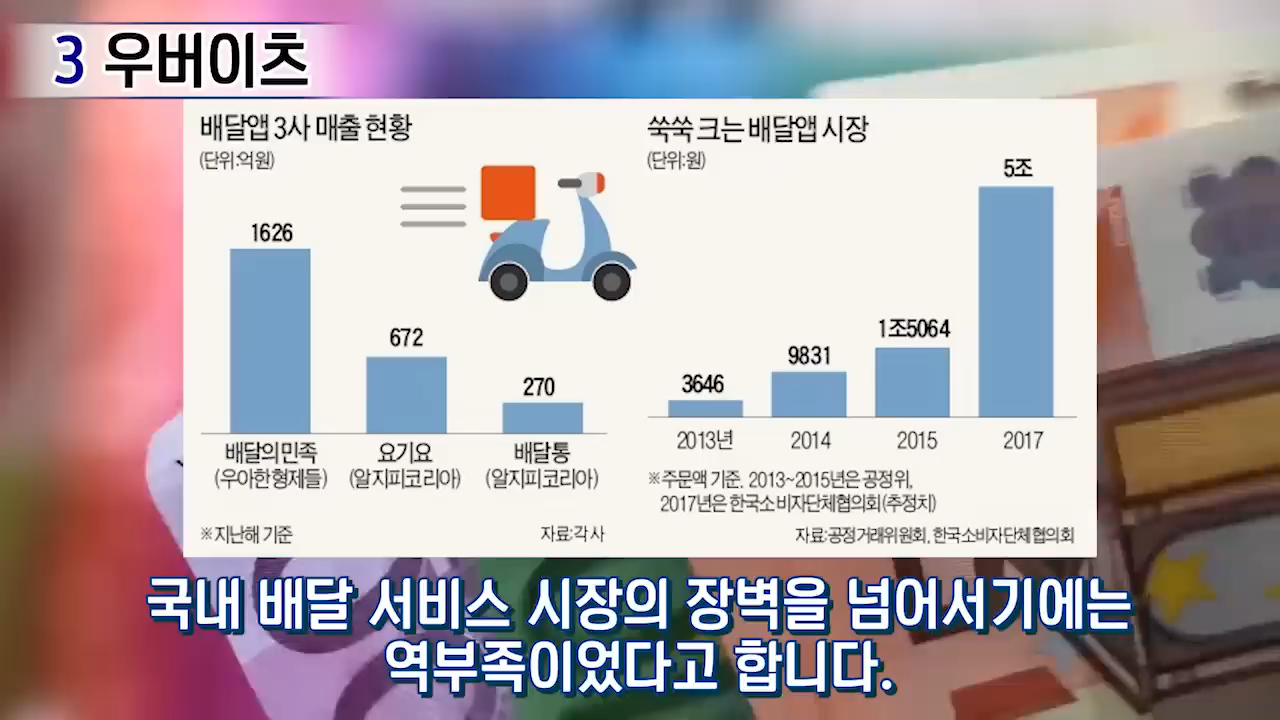 3 우버이츠
배달앱 3사 매출 현황
(단위:억원)
1626
672
270
배달의민족
(우아한형제들)
요기요
(알지피코리아)
배달통
(알지피코리아)
※지난해 기준
자료:각 사
쑥쑥 크는 배달앱 시장
(단위:원)
3646
9831
1조5064
5조
2013년
2014
2015
2017
※주문액 기준. 2013~2015년은 공정위,
2017년은 한국소비자단체협의회(추정치)
자료:공정거래위원회, 한국소비자단체협의회
국내 배달 서비스 시장의 장벽을 넘어서기에는
역부족이었다고 합니다.